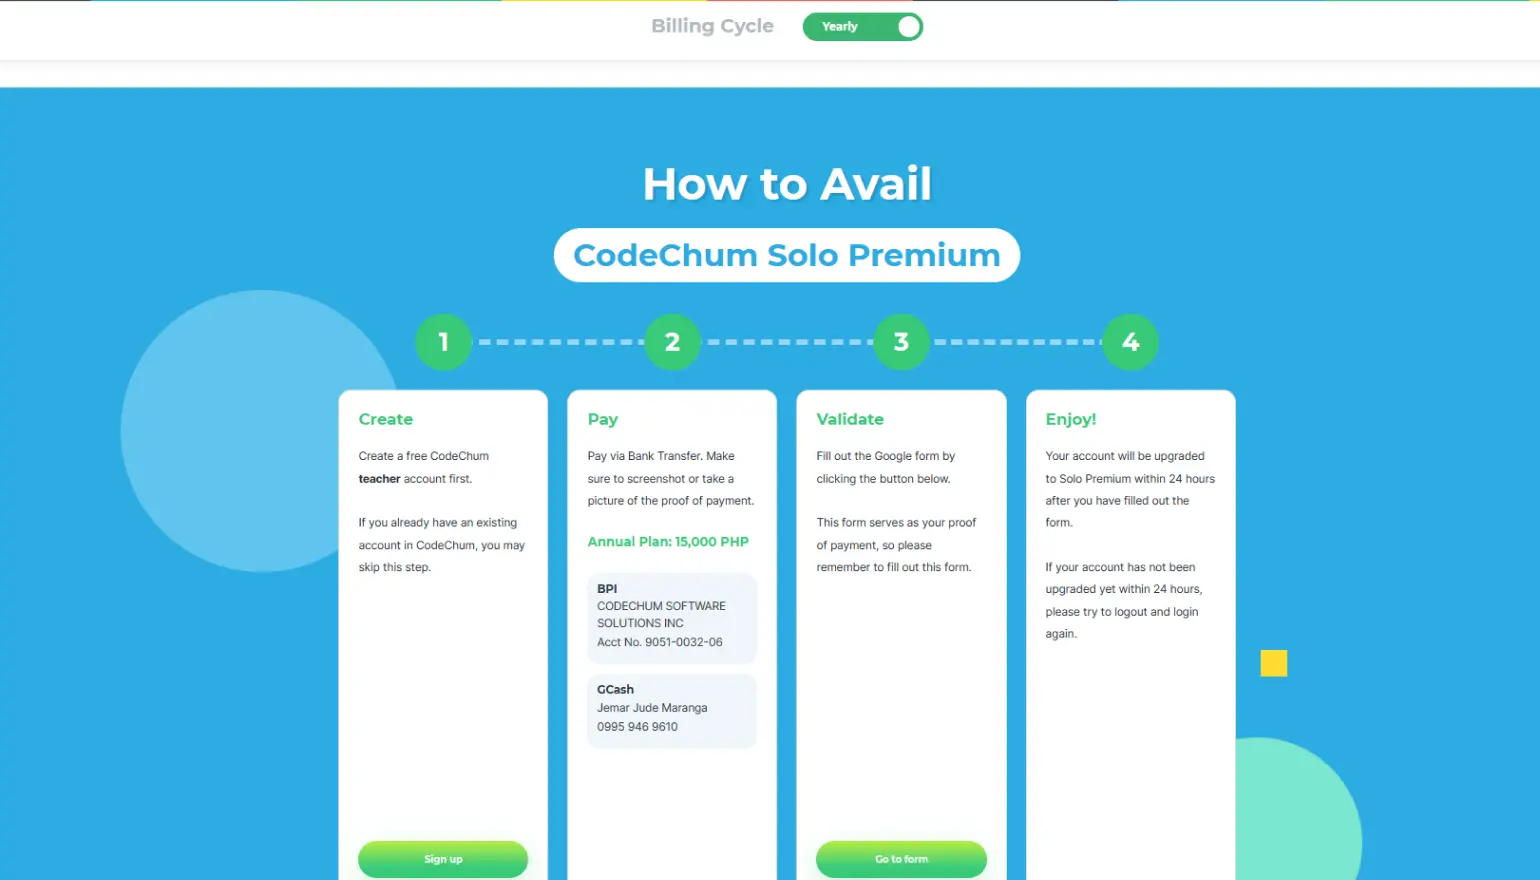 Billing Cycle
Yearly
How to Avail
CodeChum Solo Premium
1
2
3
4
Create
Create a free CodeChum
teacher account first.
If you already have an existing
account in CodeChum, you may
skip this step.
Sign up
Pay
Pay via Bank Transfer. Make
sure to screenshot or take a
picture of the proof of payment.
Annual Plan: 15,000 PHP
BPI
CODECHUM SOFTWARE
SOLUTIONS INC
Acct No. 9051-0032-06
GCash
Jemar Jude Maranga
0995 946 9610
Validate
Fill out the Google form by
clicking the button below.
This form serves as your proof
of payment, so please
remember to fill out this form.
Go to form
Enjoy!
Your account will be upgraded
to Solo Premium within 24 hours
after you have filled out the
form.
If your account has not been
upgraded yet within 24 hours,
please try to logout and login
again.